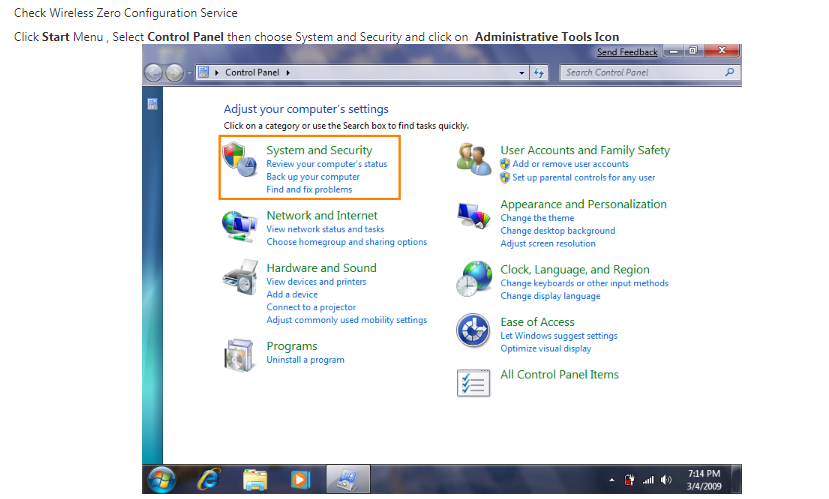 Check Wireless Zero Configuration Service
Click Start Menu , Select Control Panel then choose System and Security and click on Administrative Tools Icon
Send Feedback
Control Panel
Search Control Panel
Adjust your computer's settings
Click on a category or use the Search box to find tasks quickly.
System and Security
Review your computer's status
Back up your computer
Find and fix problems
Network and Internet
View network status and tasks
Choose homegroup and sharing options
Hardware and Sound
View devices and printers
Add a device
Connect to a projector
Adjust commonly used mobility settings
Programs
Uninstall a program
User Accounts and Family Safety
Add or remove user accounts
Set up parental controls for any user
Appearance and Personalization
Change the theme
Change desktop background
Adjust screen resolution
Clock, Language, and Region
Change keyboards or other input methods
Change display language
Ease of Access
Let Windows suggest settings
Optimize visual display
All Control Panel Items
7:14 PM
3/4/2009